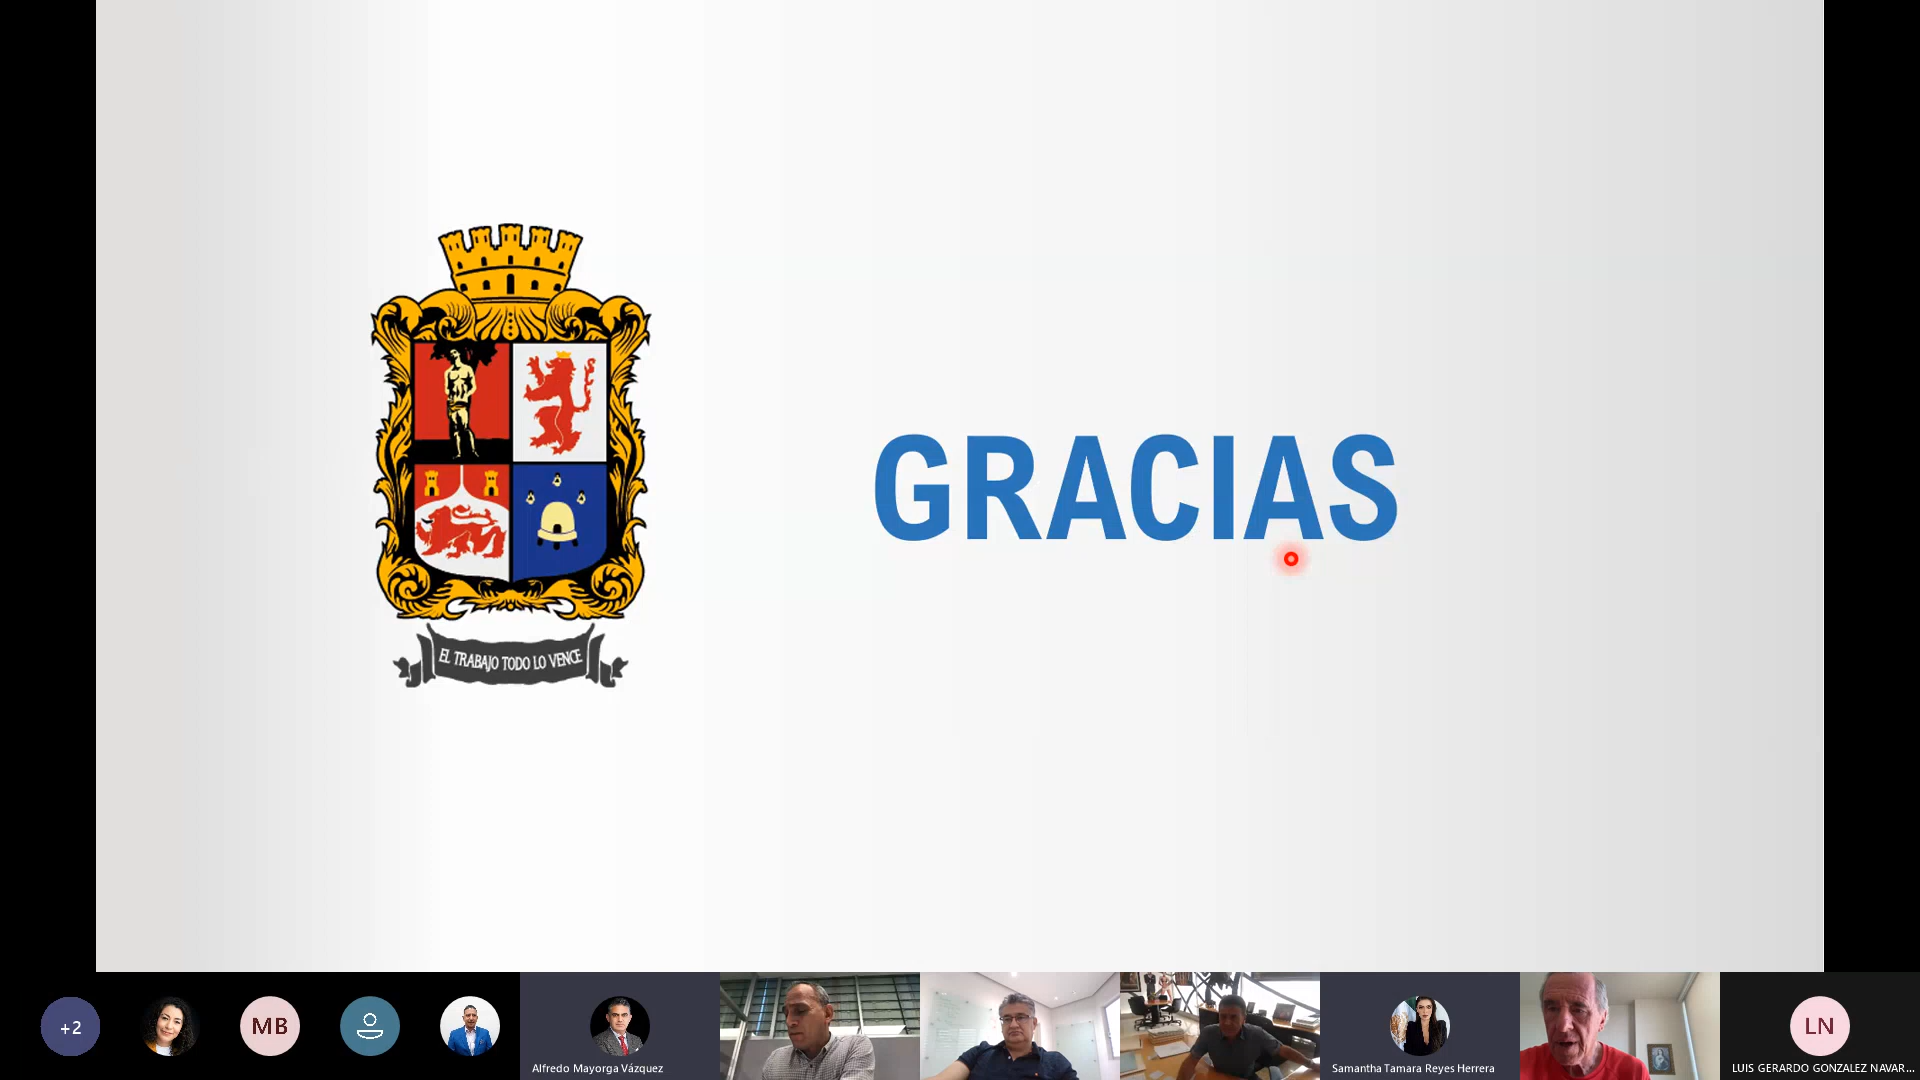 GRACIAS
EL TRABAJO TODO LO VENCE
+2
MB
Alfredo Mayorga Vázquez
Samantha Tamara Reyes Herrera
LN
LUIS GERARDO GONZALEZ NAVAR...